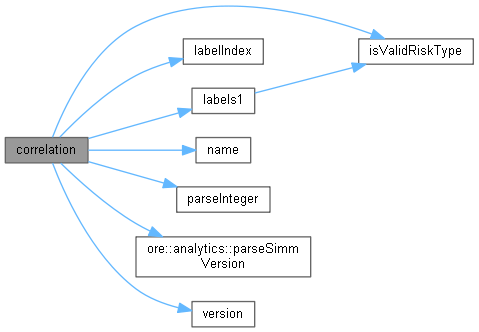 isValidRiskType
labelIndex
labels1
correlation
name
parseInteger
ore::analytics::parseSimm
Version
version